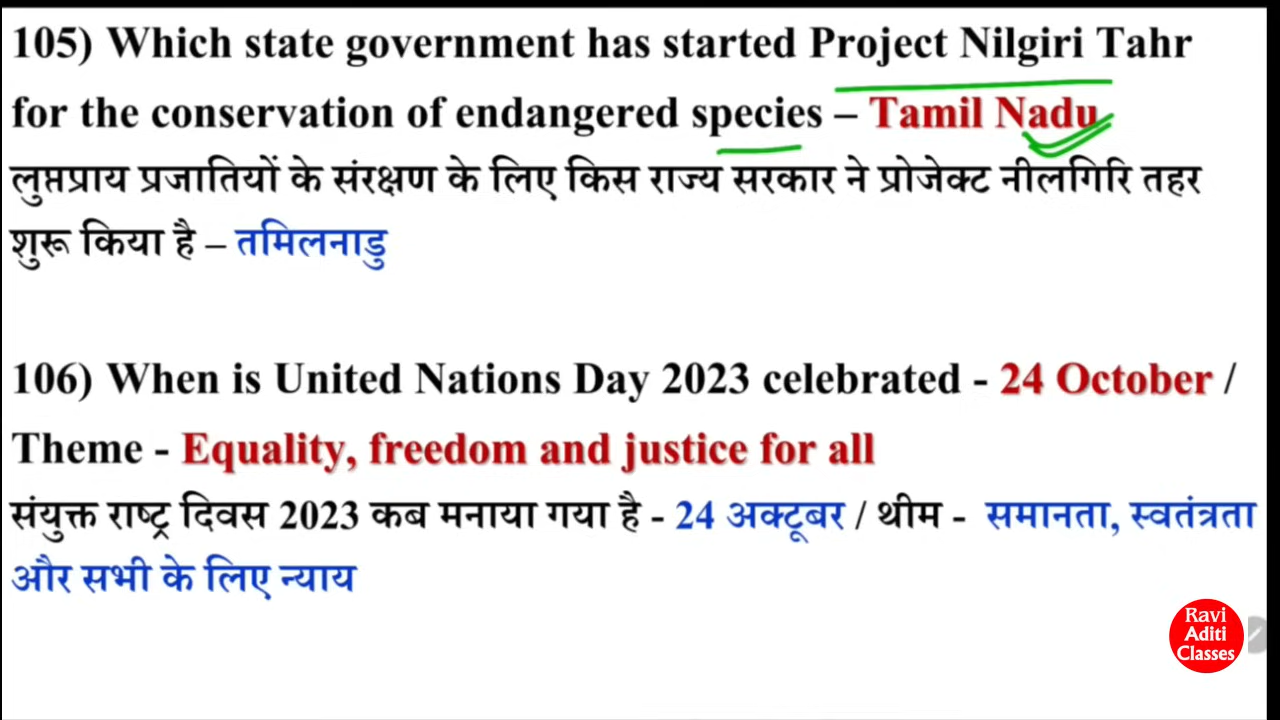 105) Which state government has started Project Nilgiri Tahr
for the conservation of endangered species – Tamil Nadu
लुप्तप्राय प्रजातियों के संरक्षण के लिए किस राज्य सरकार ने प्रोजेक्ट नीलगिरि तहर
शुरू किया है – तमिलनाडु
106) When is United Nations Day 2023 celebrated - 24 October /
Theme - Equality, freedom and justice for all
संयुक्त राष्ट्र दिवस 2023 कब मनाया गया है - 24 अक्टूबर / थीम - समानता, स्वतंत्रता
और सभी के लिए न्याय
Ravi
Aditi
Classes